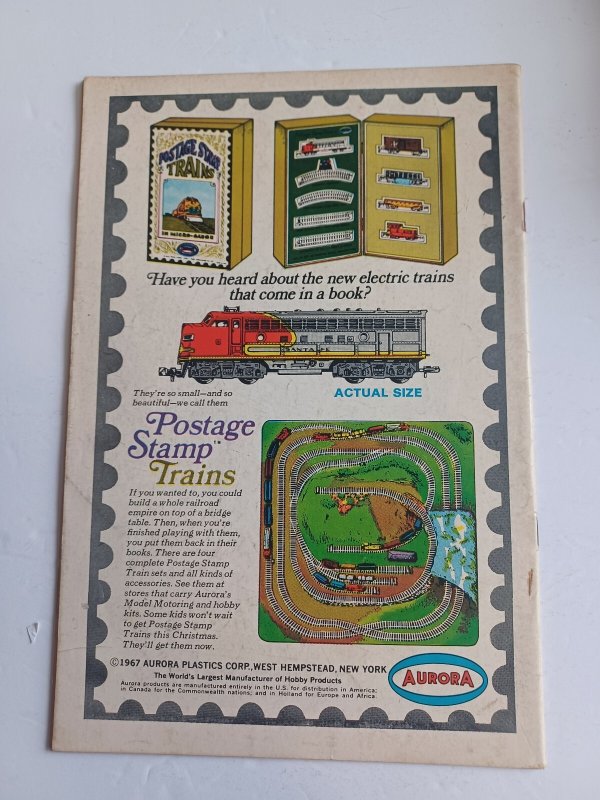 POSTAGE STAMP
TRAINS
IN MICRO-GAUGE
Have you heard about the new electric trains
that come in a book?
SANTA FE
They're so small—and so
beautiful—we call them
ACTUAL SIZE
Postage
Stamp™
Trains
If you wanted to, you could
build a whole railroad
empire on top of a bridge
table. Then, when you're
finished playing with them,
you put them back in their
books. There are four
complete Postage Stamp
Train sets and all kinds of
accessories. See them at
stores that carry Aurora's
Model Motoring and hobby
kits. Some kids won't wait
to get Postage Stamp
Trains this Christmas.
They'll get them now.
©1967 AURORA PLASTICS CORP., WEST HEMPSTEAD, NEW YORK
The World's Largest Manufacturer of Hobby Products
Aurora products are manufactured entirely in the U.S. for distribution in America;
in Canada for the Commonwealth nations; and in Holland for Europe and Africa.
AURORA